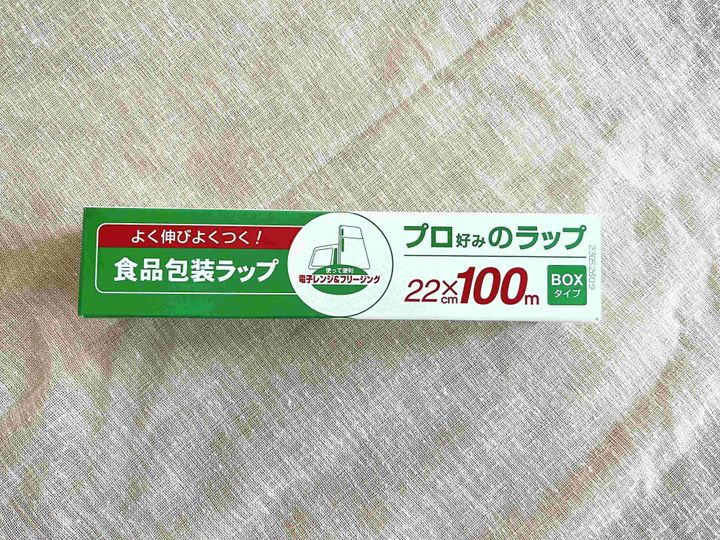 よく伸びよくつく!
食品包装ラップ
使って便利
電子レンジ&フリージング
プロ好みのラップ
22cm×100m
BOX
タイプ
23052609